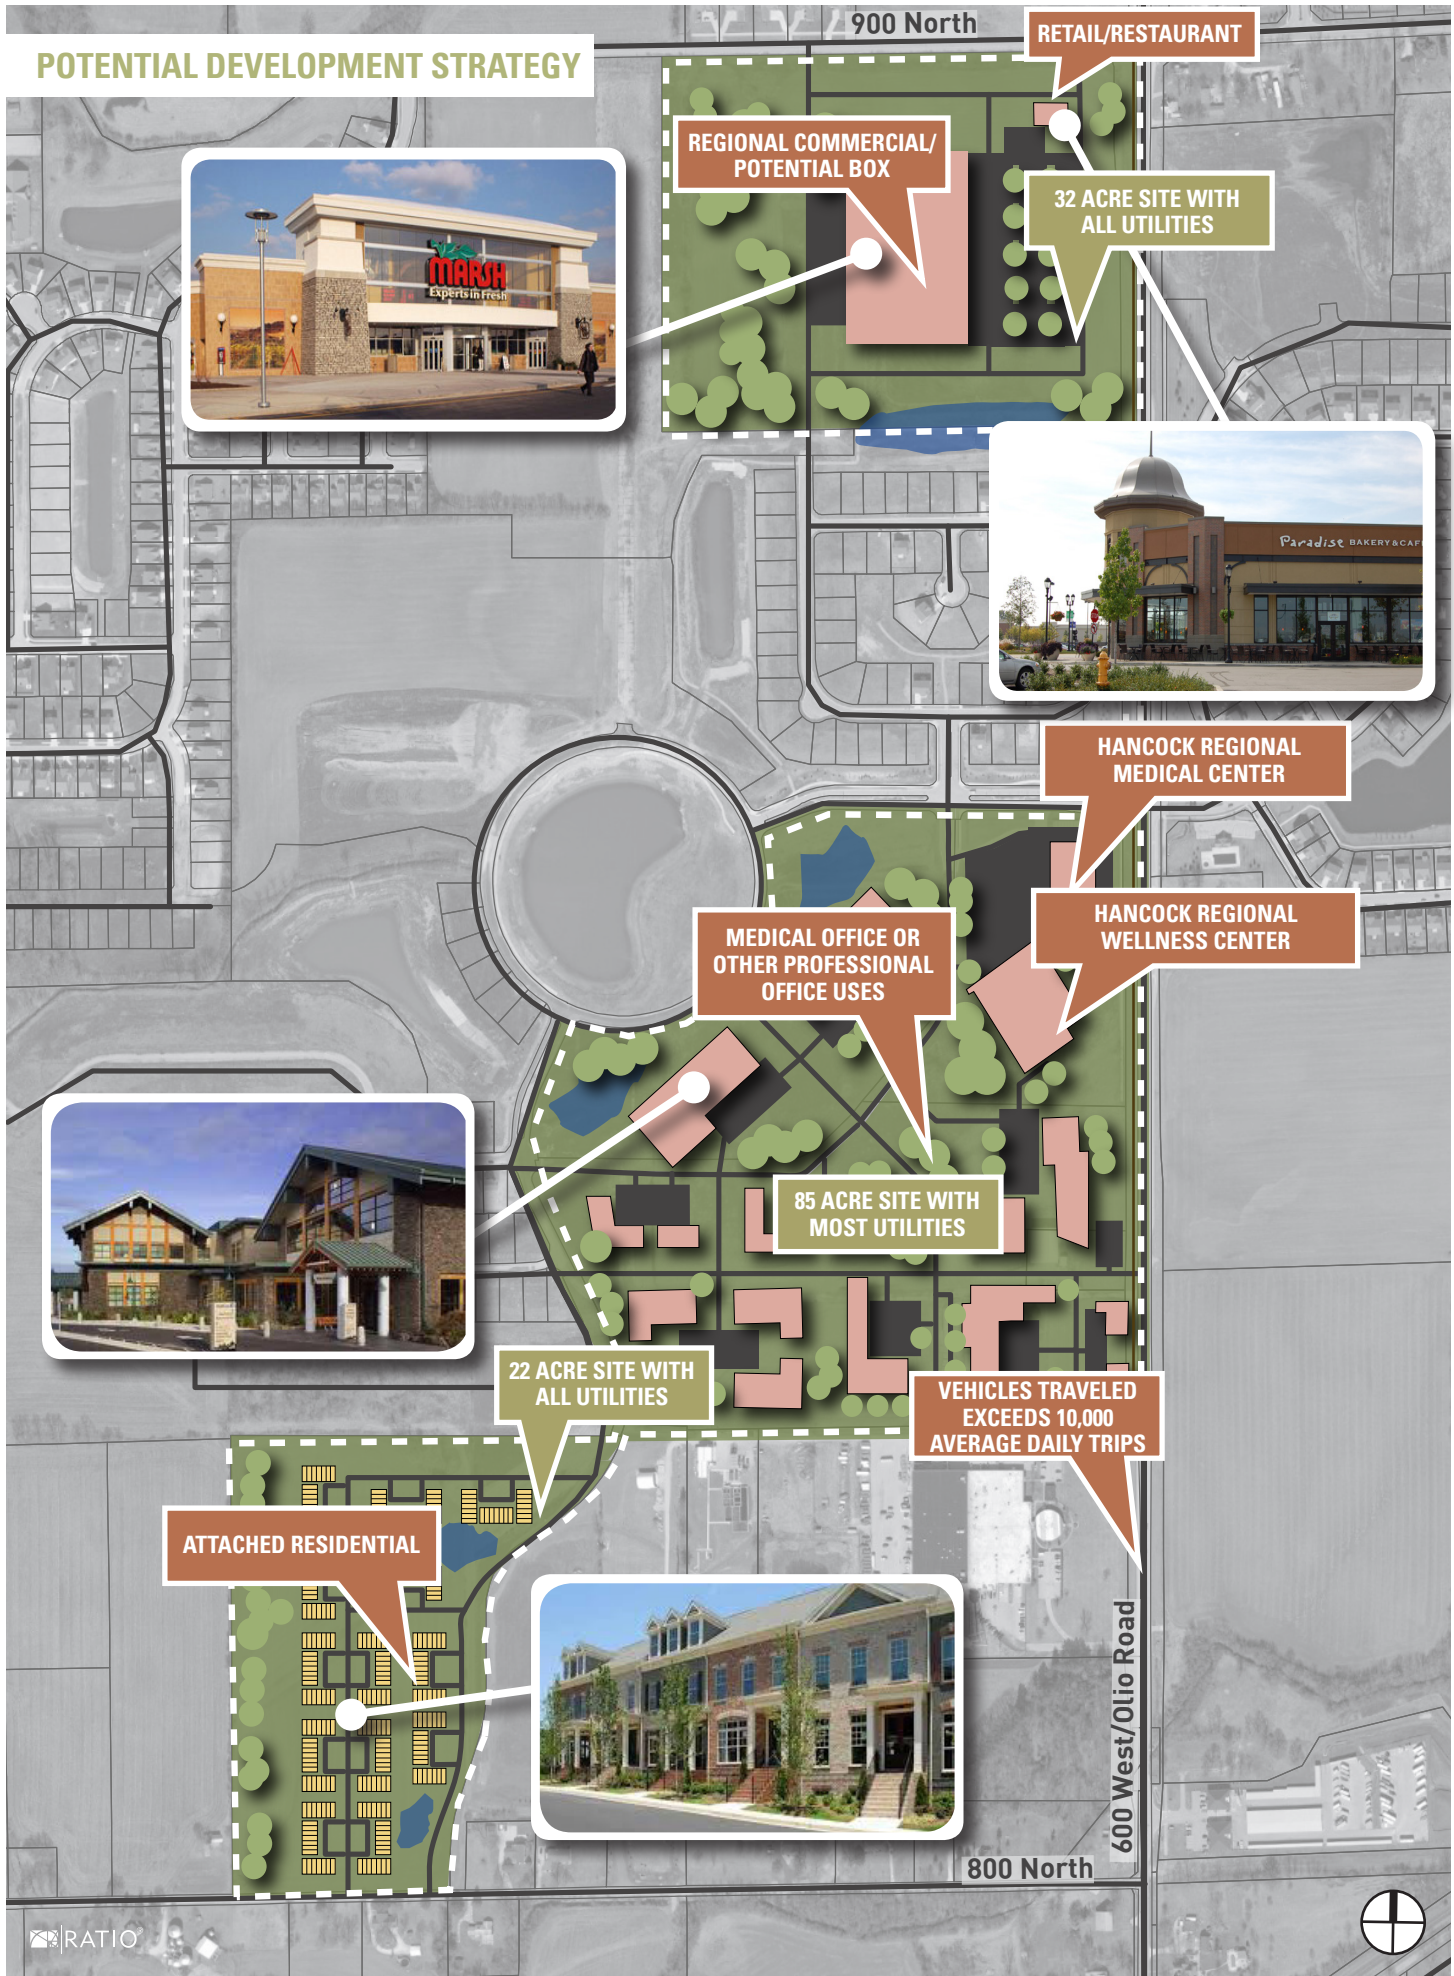 POTENTIAL DEVELOPMENT STRATEGY
900 North
RETAIL/RESTAURANT
REGIONAL COMMERCIAL/
POTENTIAL BOX
32 ACRE SITE WITH
ALL UTILITIES
MARSH
Experts in Fresh
Paradise BAKERY & CAF
HANCOCK REGIONAL
MEDICAL CENTER
HANCOCK REGIONAL
WELLNESS CENTER
MEDICAL OFFICE OR
OTHER PROFESSIONAL
OFFICE USES
85 ACRE SITE WITH
MOST UTILITIES
22 ACRE SITE WITH
ALL UTILITIES
VEHICLES TRAVELED
EXCEEDS 10,000
AVERAGE DAILY TRIPS
ATTACHED RESIDENTIAL
600 West/Olio Road
800 North
RATIO